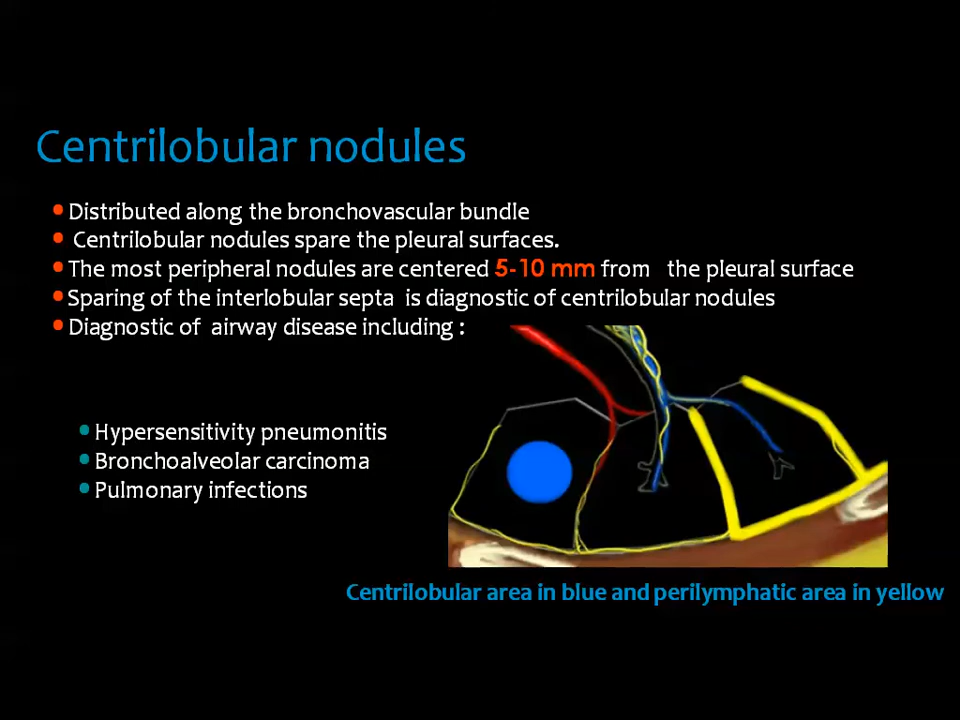 Centrilobular nodules
• Distributed along the bronchovascular bundle
• Centrilobular nodules spare the pleural surfaces.
• The most peripheral nodules are centered 5-10 mm from the pleural surface
• Sparing of the interlobular septa is diagnostic of centrilobular nodules
• Diagnostic of airway disease including :
• Hypersensitivity pneumonitis
• Bronchoalveolar carcinoma
• Pulmonary infections
Centrilobular area in blue and perilymphatic area in yellow